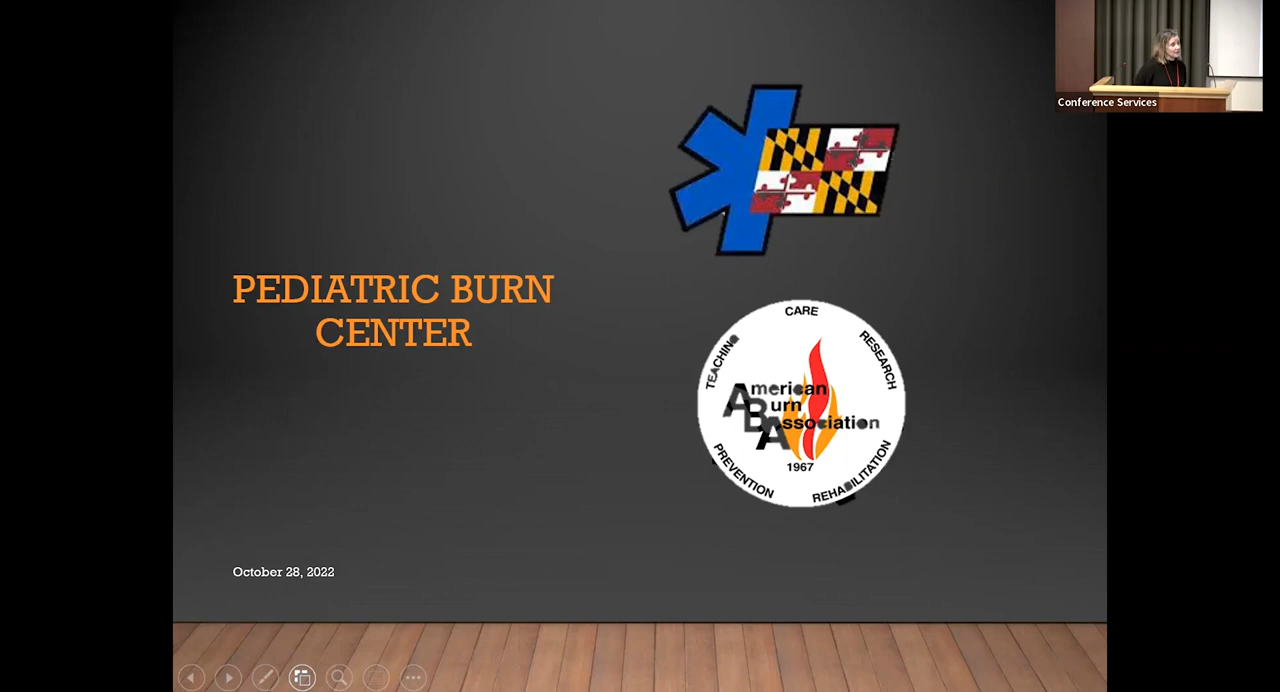 Conference Services
PEDIATRIC BURN
CENTER
CARE
TEACHING
RESEARCH
American
Burn
Association
1967
PREVENTION
REHABILITATION
October 28, 2022